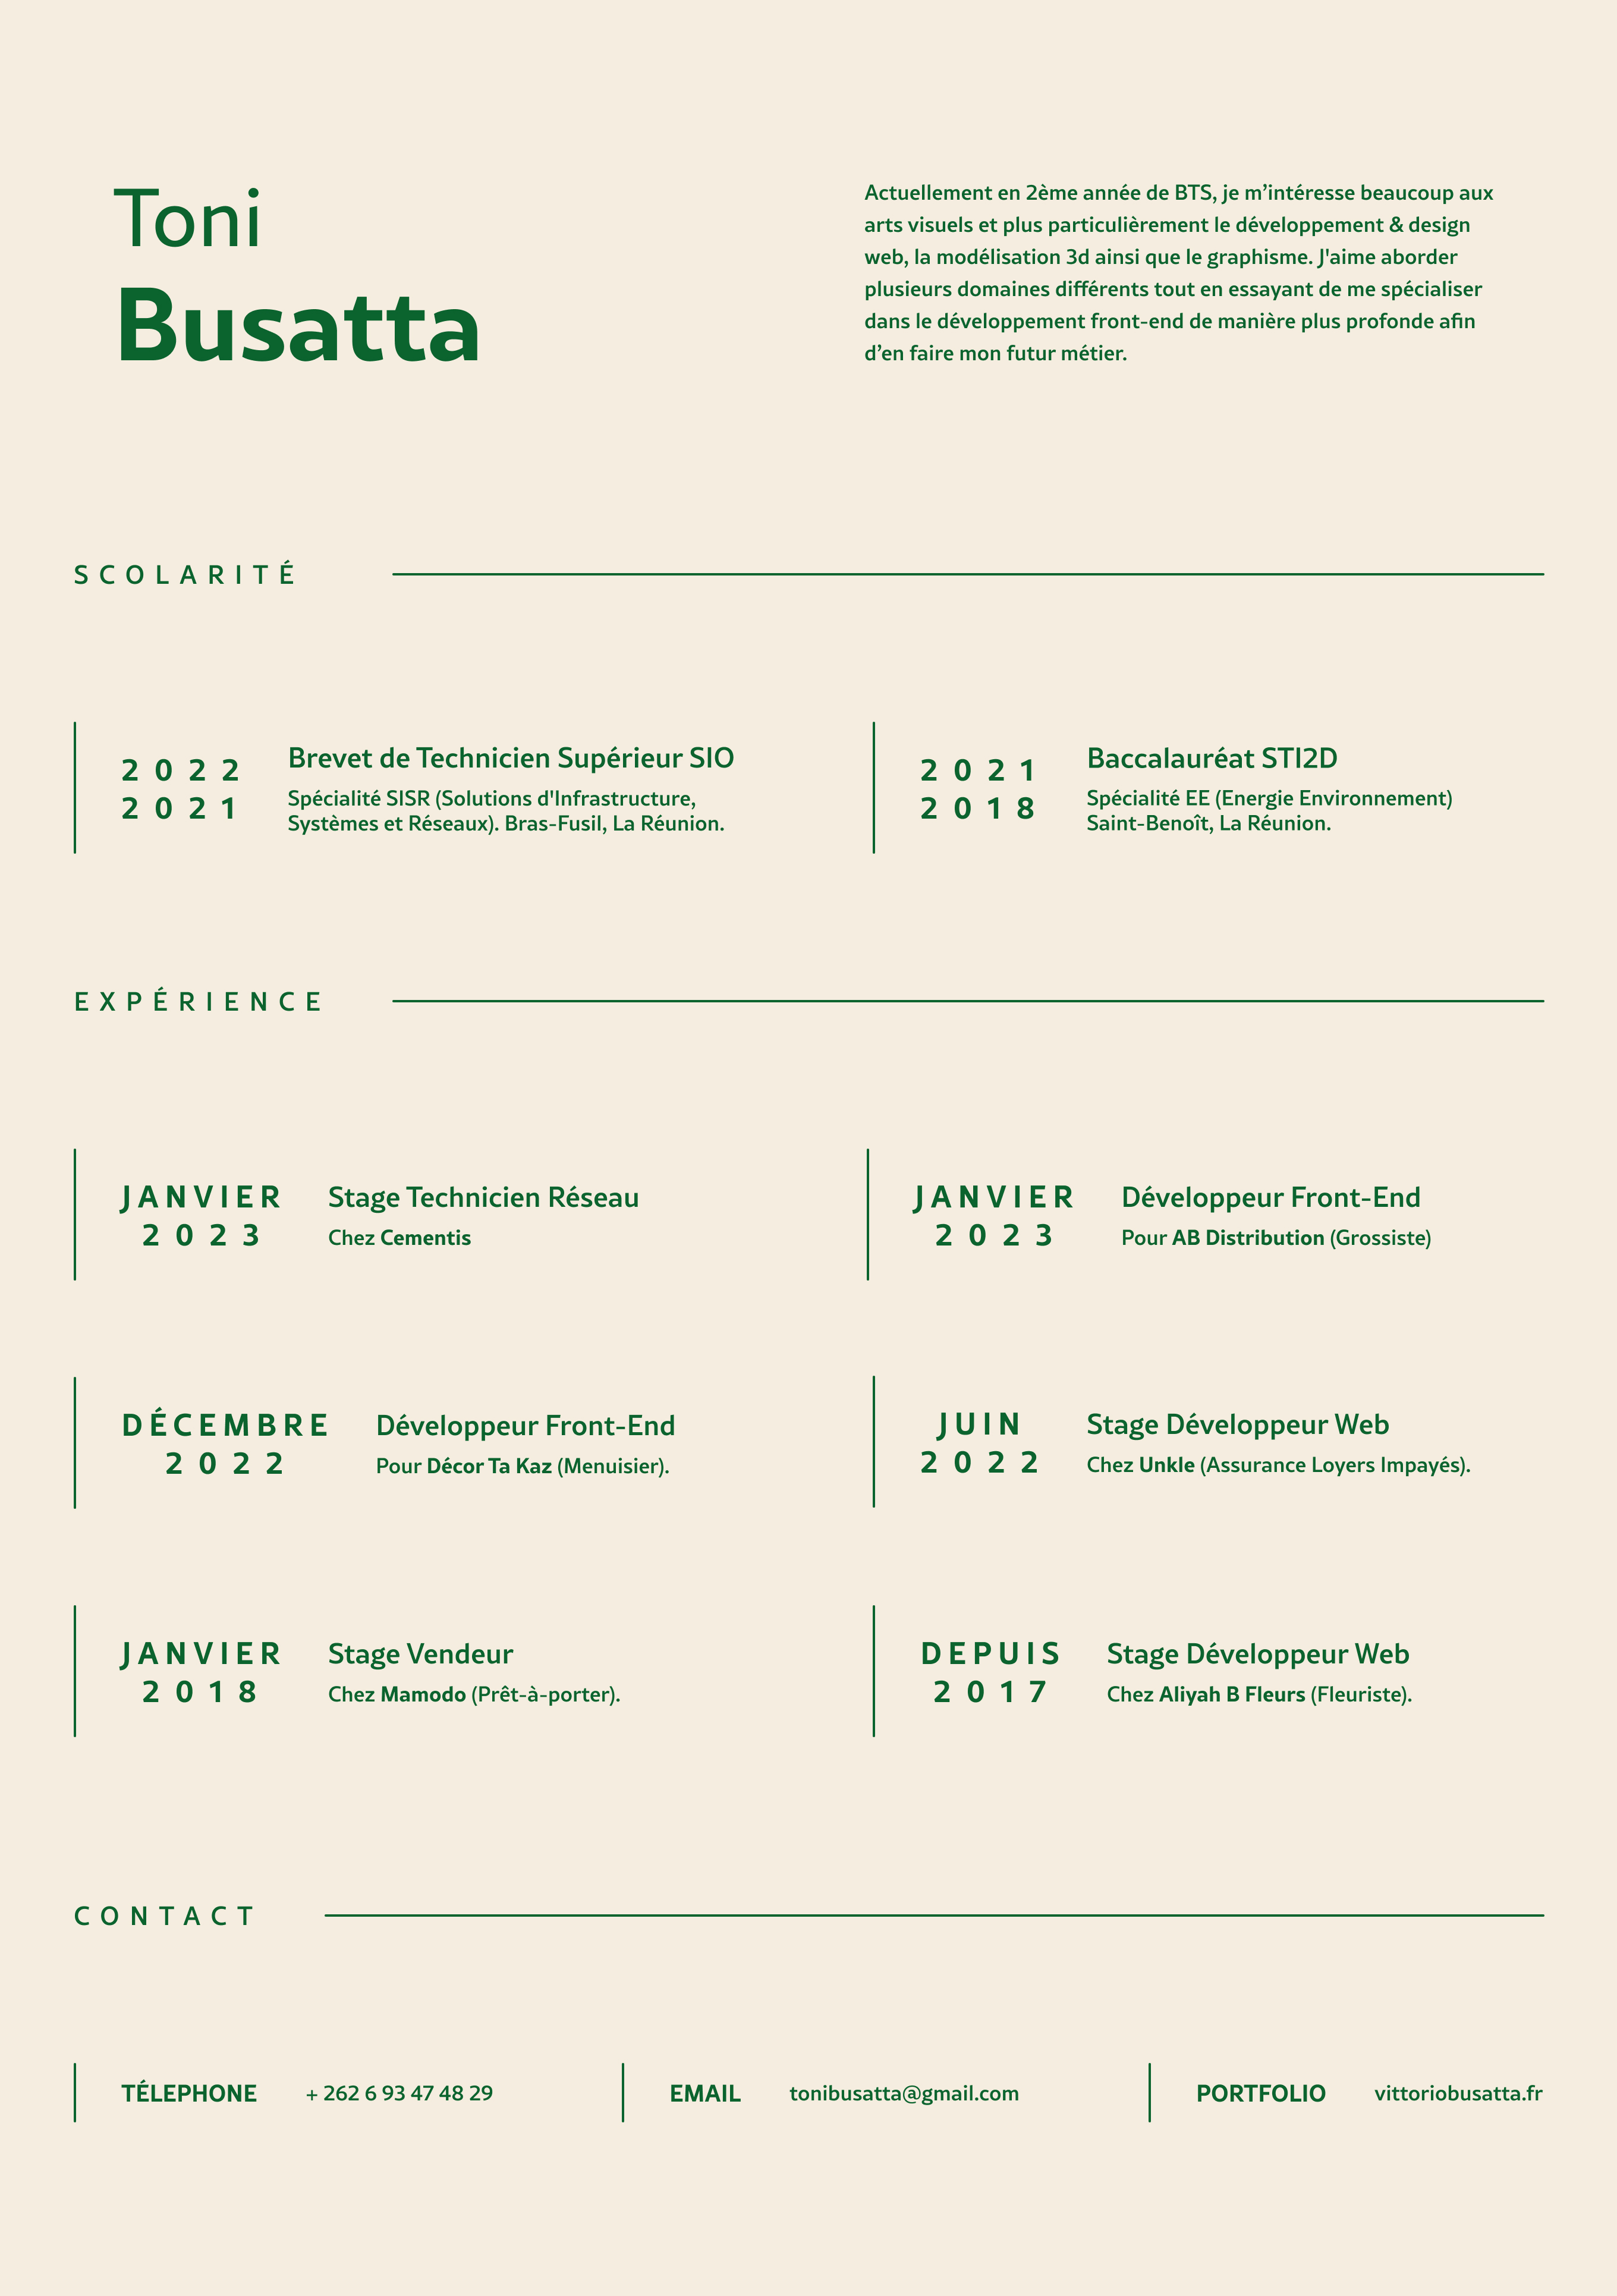 Toni
Busatta
Actuellement en 2ème année de BTS, je m’intéresse beaucoup aux
arts visuels et plus particulièrement le développement & design
web, la modélisation 3d ainsi que le graphisme. J'aime aborder
plusieurs domaines différents tout en essayant de me spécialiser
dans le développement front-end de manière plus profonde afin
d’en faire mon futur métier.
SCOLARITÉ
2022
2021
Brevet de Technicien Supérieur SIO
Spécialité SISR (Solutions d'Infrastructure,
Systèmes et Réseaux). Bras-Fusil, La Réunion.
2021
2018
Baccalauréat STI2D
Spécialité EE (Energie Environnement)
Saint-Benoît, La Réunion.
EXPÉRIENCE
JANVIER
2023
Stage Technicien Réseau
Chez Cementis
JANVIER
2023
Développeur Front-End
Pour AB Distribution (Grossiste)
DÉCEMBRE
2022
Développeur Front-End
Pour Décor Ta Kaz (Menuisier).
JUIN
2022
Stage Développeur Web
Chez Unkle (Assurance Loyers Impayés).
JANVIER
2018
Stage Vendeur
Chez Mamodo (Prêt-à-porter).
DEPUIS
2017
Stage Développeur Web
Chez Aliyah B Fleurs (Fleuriste).
CONTACT
TÉLEPHONE + 262 6 93 47 48 29
EMAIL tonibusatta@gmail.com
PORTFOLIO vittoriobusatta.fr